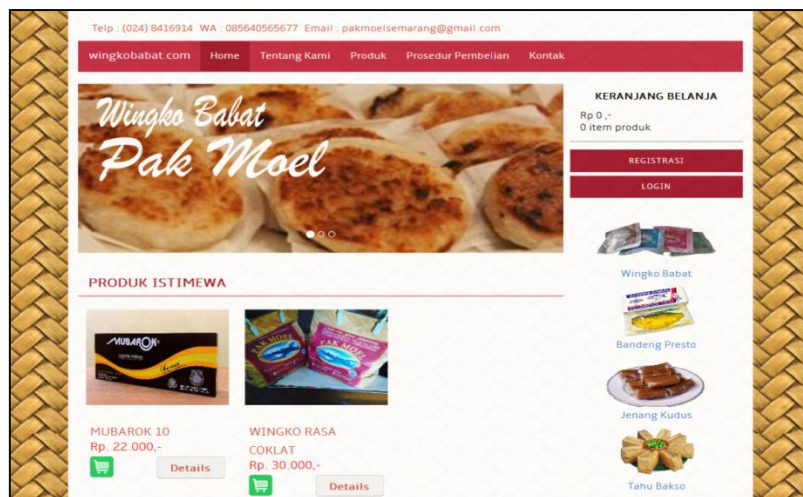 Telp : (024) 8416914 WA : 085640565677 Email : pakmoelsemarang@gmail.com
wingkobabat.com Home Tentang Kami Produk Prosedur Pembelian Kontak
Wingko Babat
Pak Moel
KERANJANG BELANJA
Rp 0 ,-
0 item produk
REGISTRASI
LOGIN
Wingko Babat
Bandeng Presto
Jenang Kudus
Tahu Bakso
PRODUK ISTIMEWA
MUBAROK
PAK MOEL
PAK MOEL
MUBAROK 10
Rp. 22.000,-
Details
WINGKO RASA
COKLAT
Rp. 30.000,-
Details